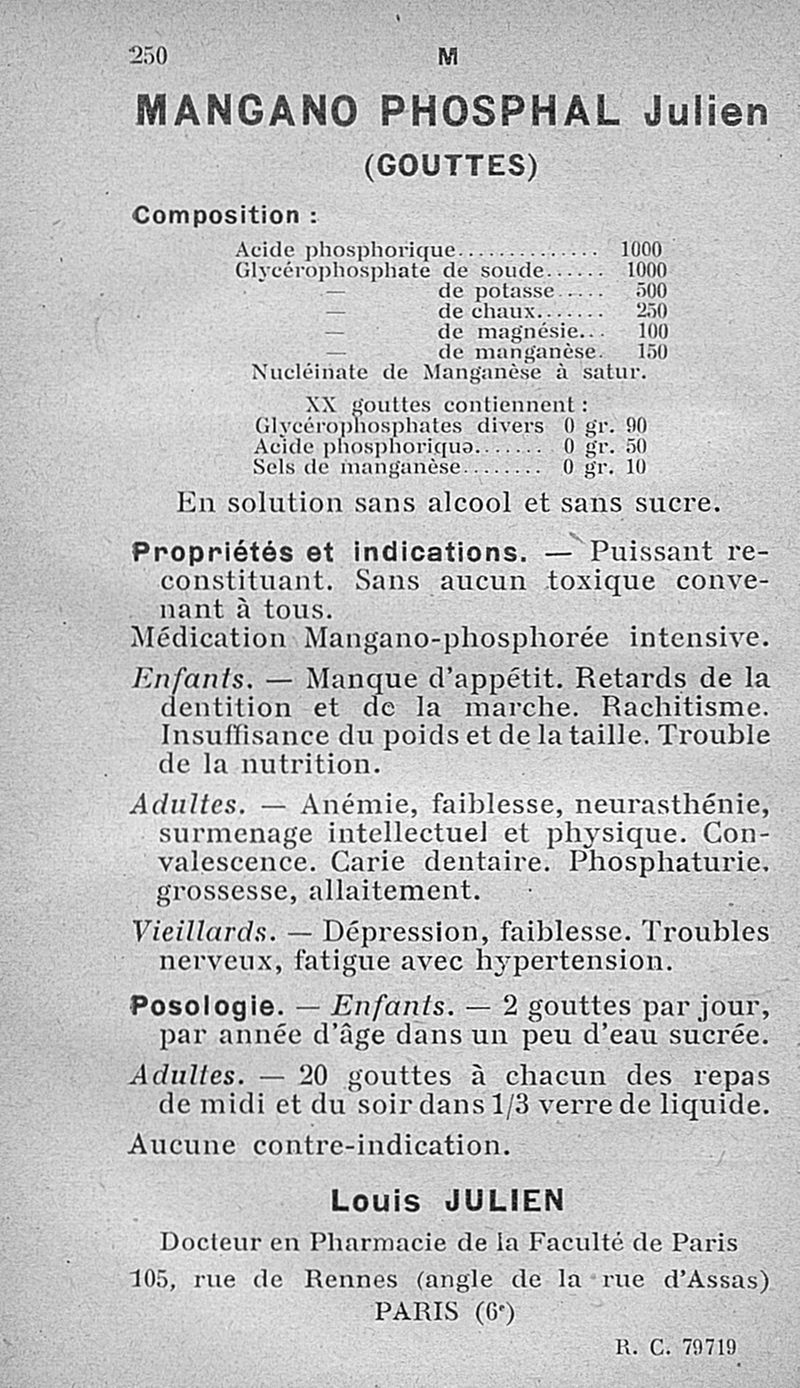 250 M
MANGANO PHOSPHAL Julien
(GOUTTES)
Composition :
Acide phosphorique.............. 1000
Glycérophosphate de soude...... 1000
— de potasse..... 500
— de chaux....... 250
— de magnésie... 100
— de manganèse. 150
Nucléinate de Manganèse à satur.
XX gouttes contiennent :
Glycérophosphates divers 0 gr. 90
Acide phosphorique....... 0 gr. 50
Sels de manganèse........ 0 gr. 10
En solution sans alcool et sans sucre.
Propriétés et indications. — Puissant re-
constituant. Sans aucun toxique conve-
nant à tous.
Médication Mangano-phosphorée intensive.
Enfants. — Manque d'appétit. Retards de la
dentition et de la marche. Rachitisme.
Insuffisance du poids et de la taille. Trouble
de la nutrition.
Adultes. — Anémie, faiblesse, neurasthénie,
surmenage intellectuel et physique. Con-
valescence. Carie dentaire. Phosphaturie,
grossesse, allaitement.
Vieillards. — Dépression, faiblesse. Troubles
nerveux, fatigue avec hypertension.
Posologie. — Enfants. — 2 gouttes par jour,
par année d'âge dans un peu d'eau sucrée.
Adultes. — 20 gouttes à chacun des repas
de midi et du soir dans 1/3 verre de liquide.
Aucune contre-indication.
Louis JULIEN
Docteur en Pharmacie de la Faculté de Paris
105, rue de Rennes (angle de la rue d'Assas)
PARIS (6e)
R. C. 79719